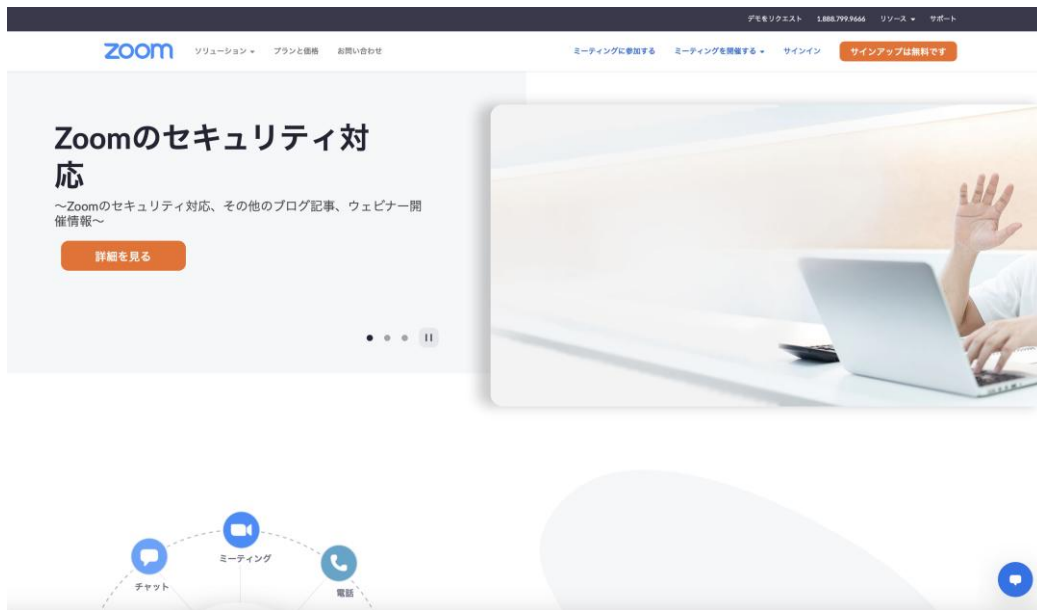 デモをリクエスト 1.888.799.9666 リソース サポート
zoom ソリューション プランと価格 お問い合わせ ミーティングに参加する ミーティングを開催する サインイン サインアップは無料です
Zoomのセキュリティ対
応
～Zoomのセキュリティ対応、その他のブログ記事、ウェビナー開
催情報～
詳細を見る
ミーティング
チャット
電話